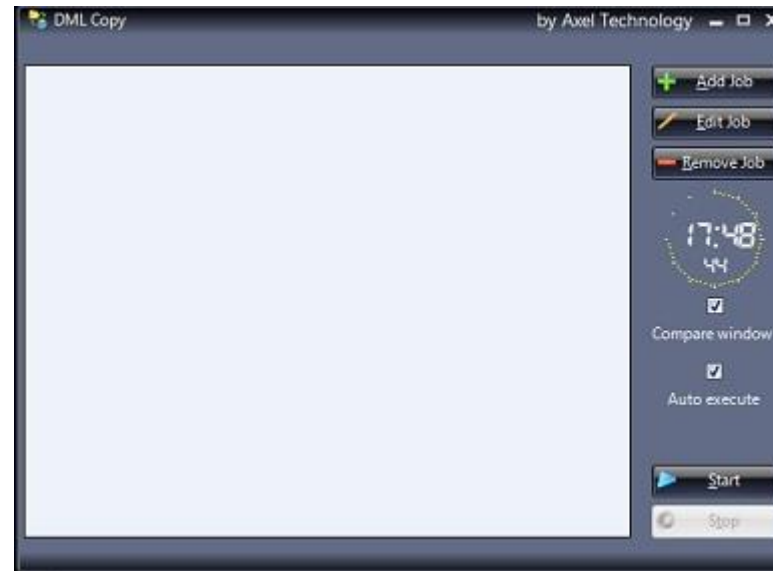 DML Copy by Axel Technology
Add Job
Edit Job
Remove Job
17:48
44
Compare window
Auto execute
Start
Stop